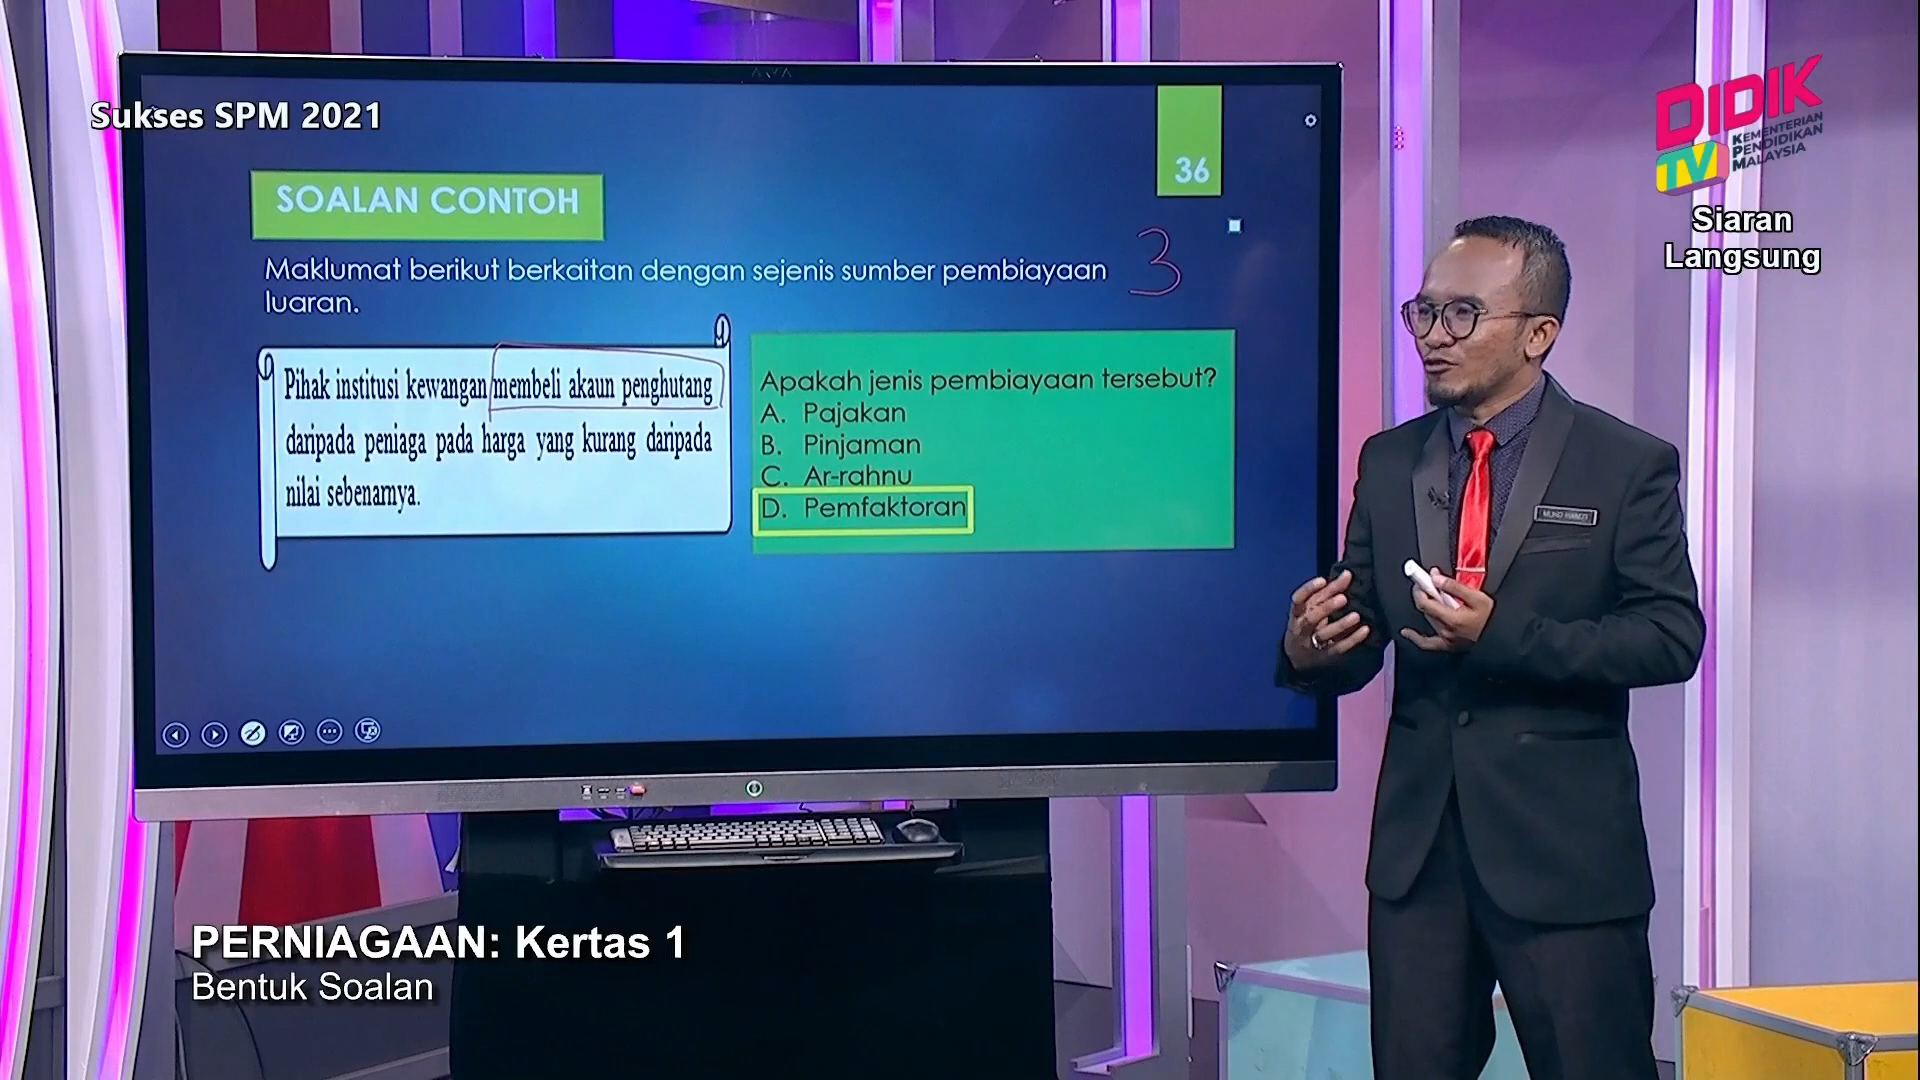 Sukses SPM 2021
DIDIK
TV
KEMENTERIAN
PENDIDIKAN
MALAYSIA
Siaran
Langsung
36
SOALAN CONTOH
3
Maklumat berikut berkaitan dengan sejenis sumber pembiayaan
luaran.
Pihak institusi kewangan membeli akaun penghutang
daripada peniaga pada harga yang kurang daripada
nilai sebenarnya.
Apakah jenis pembiayaan tersebut?
A. Pajakan
B. Pinjaman
C. Ar-rahnu
D. Pemfaktoran
PERNIAGAAN: Kertas 1
Bentuk Soalan